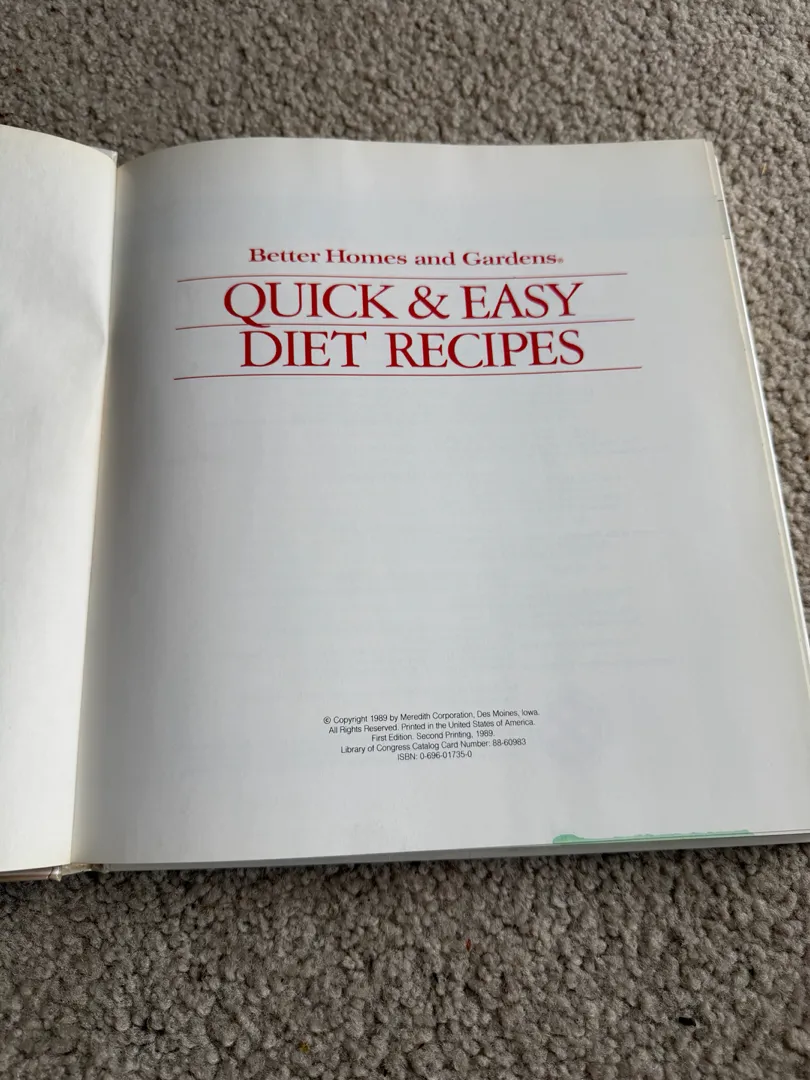 Better Homes and Gardens®
QUICK & EASY
DIET RECIPES
© Copyright 1989 by Meredith Corporation, Des Moines, Iowa.
All Rights Reserved. Printed in the United States of America.
First Edition. Second Printing, 1989.
Library of Congress Catalog Card Number: 88-60983
ISBN: 0-696-01735-0